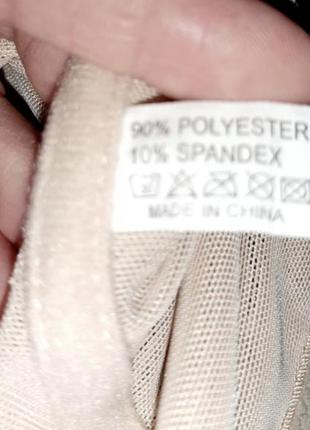 90% POLYESTER
10% SPANDEX
MADE IN CHINA